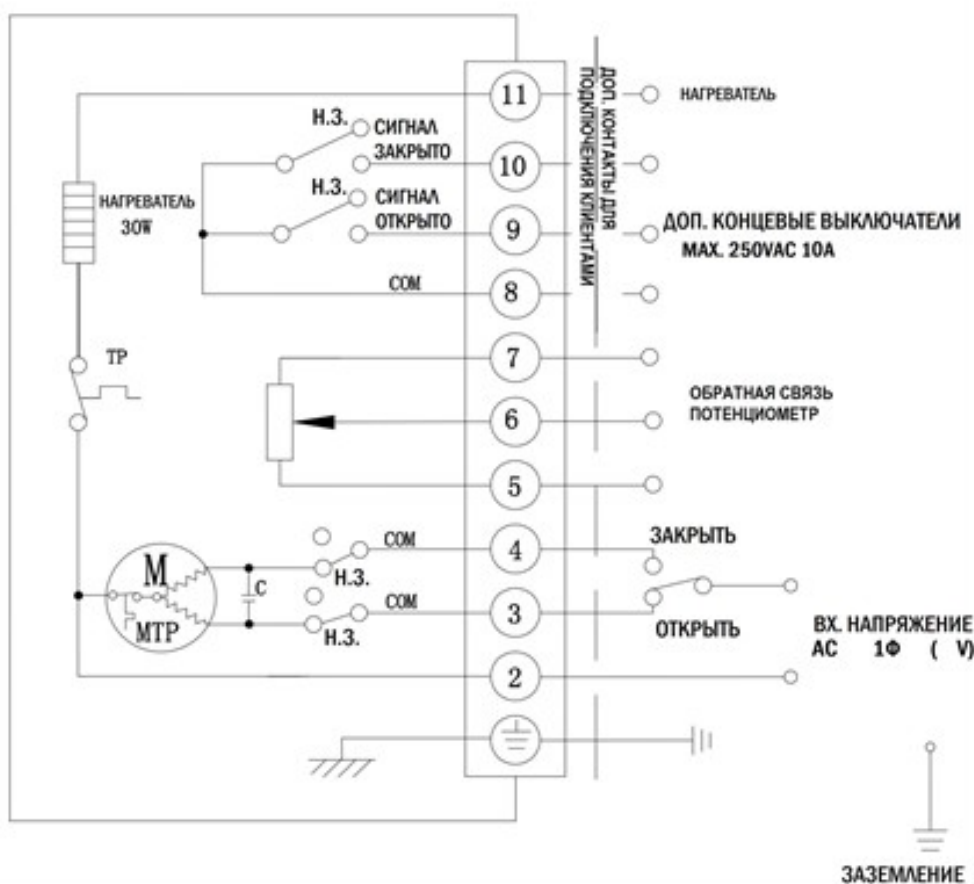 11
НАГРЕВАТЕЛЬ
ДОП. КОНТАКТЫ ДЛЯ
ПОДКЛЮЧЕНИЯ КЛИЕНТАМИ
Н.З.
СИГНАЛ
ЗАКРЫТО
10
НАГРЕВАТЕЛЬ
30W
Н.З.
СИГНАЛ
ОТКРЫТО
9
ДОП. КОНЦЕВЫЕ ВЫКЛЮЧАТЕЛИ
MAX. 250VAC 10A
COM
8
TP
7
6
ОБРАТНАЯ СВЯЗЬ
ПОТЕНЦИОМЕТР
5
COM
4
ЗАКРЫТЬ
M
MTP
C
Н.З.
COM
3
Н.З.
ОТКРЫТЬ
ВХ. НАПРЯЖЕНИЕ
AC 1Ф ( V)
2
ЗАЗЕМЛЕНИЕ